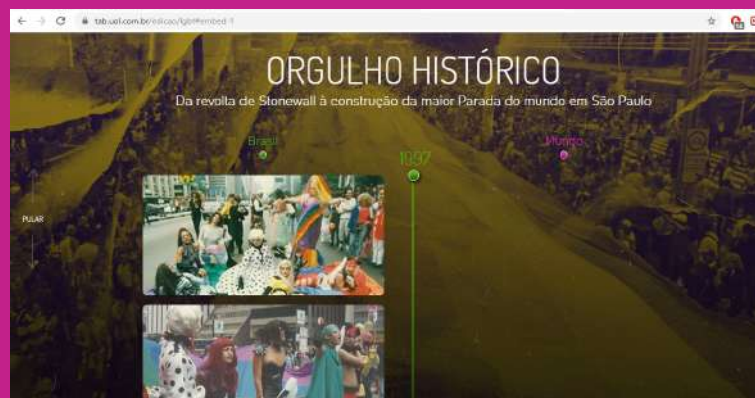 tab.uol.com.br/edicao/lgbt#embed-1
ORGULHO HISTÓRICO
Da revolta de Stonewall à construção da maior Parada do mundo em São Paulo
Brasil
Mundo
1997
PULAR